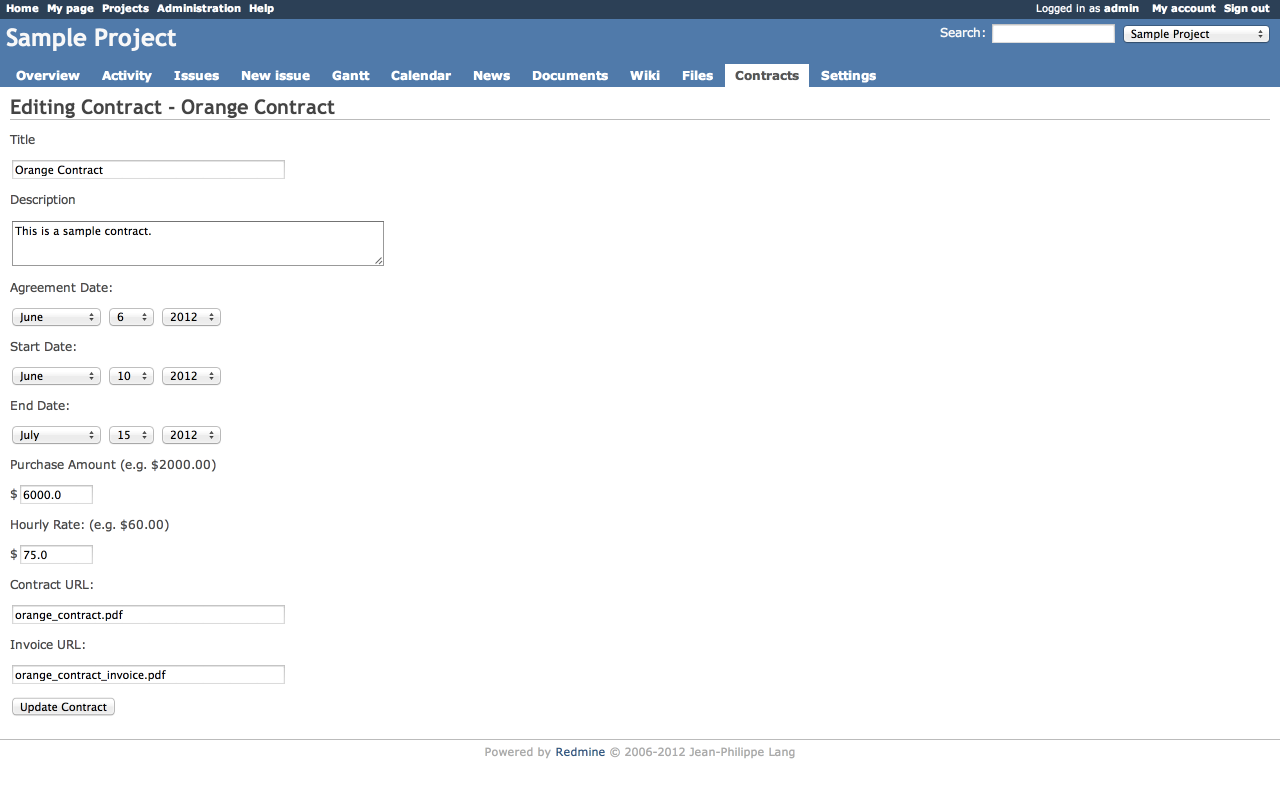 Home My page Projects Administration Help Logged in as admin My account Sign out
Sample Project Search: Sample Project
Overview Activity Issues New issue Gantt Calendar News Documents Wiki Files Contracts Settings
Editing Contract - Orange Contract
Title
Orange Contract
Description
This is a sample contract.
Agreement Date:
June 6 2012
Start Date:
June 10 2012
End Date:
July 15 2012
Purchase Amount (e.g. $2000.00)
$ 6000.0
Hourly Rate: (e.g. $60.00)
$ 75.0
Contract URL:
orange_contract.pdf
Invoice URL:
orange_contract_invoice.pdf
Update Contract
Powered by Redmine © 2006-2012 Jean-Philippe Lang